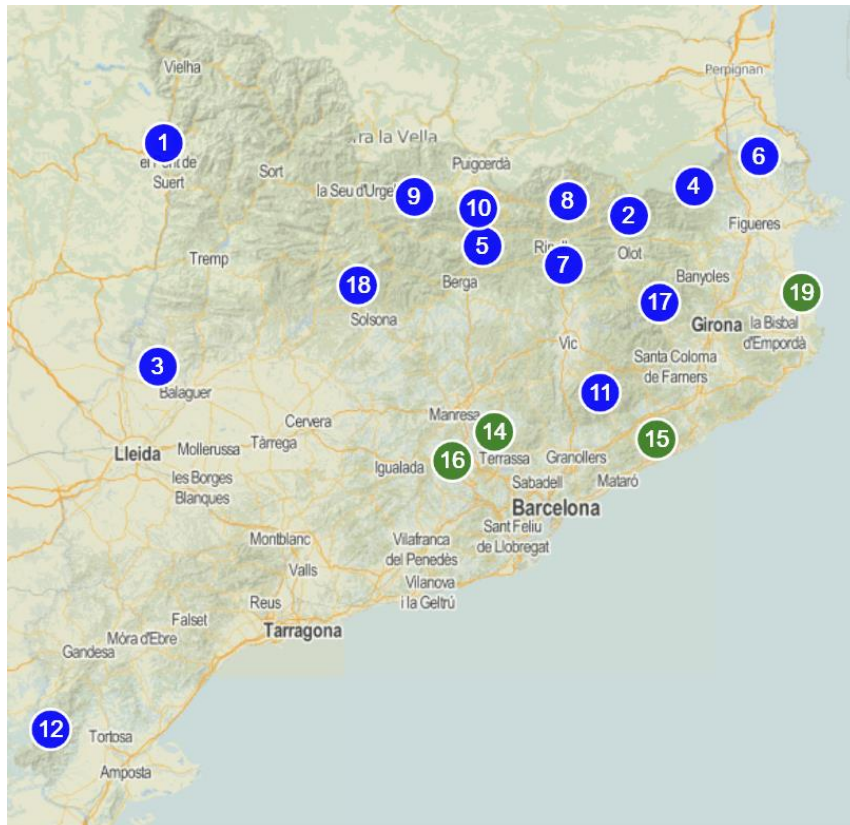 Vielha
Perpignan
1
rra la Vella
6
el Pont de
Suert
Sort
Puigcerdà
la Seu d'Urgel
9
10
8
4
2
Figueres
5
7
Olot
Tremp
Berga
Banyoles
18
17
19
Solsona
Girona
la Bisbal
d'Empordà
Vic
Santa Coloma
de Farners
3
Balaguer
11
Manresa
Cervera
14
15
Lleida
Mollerussa
Tàrrega
Igualada
16
Terrassa
Granollers
les Borges
Blanques
Sabadell
Mataró
Barcelona
Sant Feliu
de Llobregat
Montblanc
Vilafranca
del Penedès
Valls
Vilanova
i la Geltrú
Reus
Falset
Tarragona
Móra d'Ebre
Gandesa
12
Tortosa
Amposta